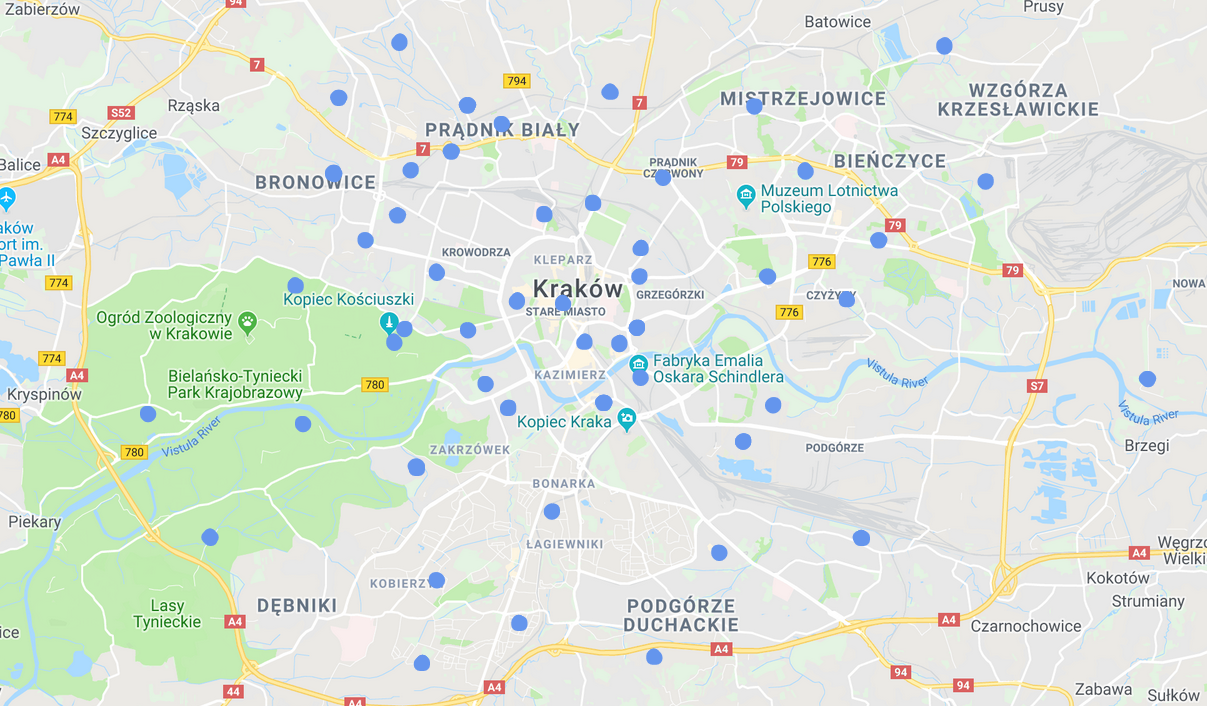 Zabierzów
94
Prusy
Batowice
7
794
WZGÓRZA
KRZESŁAWICKIE
MISTRZEJOWICE
7
Rząska
S52
774
Szczyglice
PRĄDNIK BIAŁY
7
A4
Balice
PRĄDNIK
79
BIEŃCZYCE
BRONOWICE
Muzeum Lotnictwa
Polskiego
79
KROWODRZA
KLEPARZ
776
79
774
NOWA
Kraków
GRZEGÓRZKI
CZYŻYNY
Kopiec Kościuszki
STARE MIASTO
776
Ogród Zoologiczny
w Krakowie
774
Fabryka Emalia
Oskara Schindlera
Vistula River
A4
Bielańsko-Tyniecki
Park Krajobrazowy
780
KAZIMIERZ
S7
Kryspinów
780
Vistula River
Kopiec Kraka
Vistula River
780
ZAKRZÓWEK
PODGÓRZE
Brzegi
BONARKA
Piekary
ŁAGIEWNIKI
A4
Kokotów
Strumiany
Lasy
Tynieckie
DĘBNIKI
PODGÓRZE
DUCHACKIE
A4
A4
Czarnochowice
A4
94
94
44
A4
A4
Zabawa
Sułków